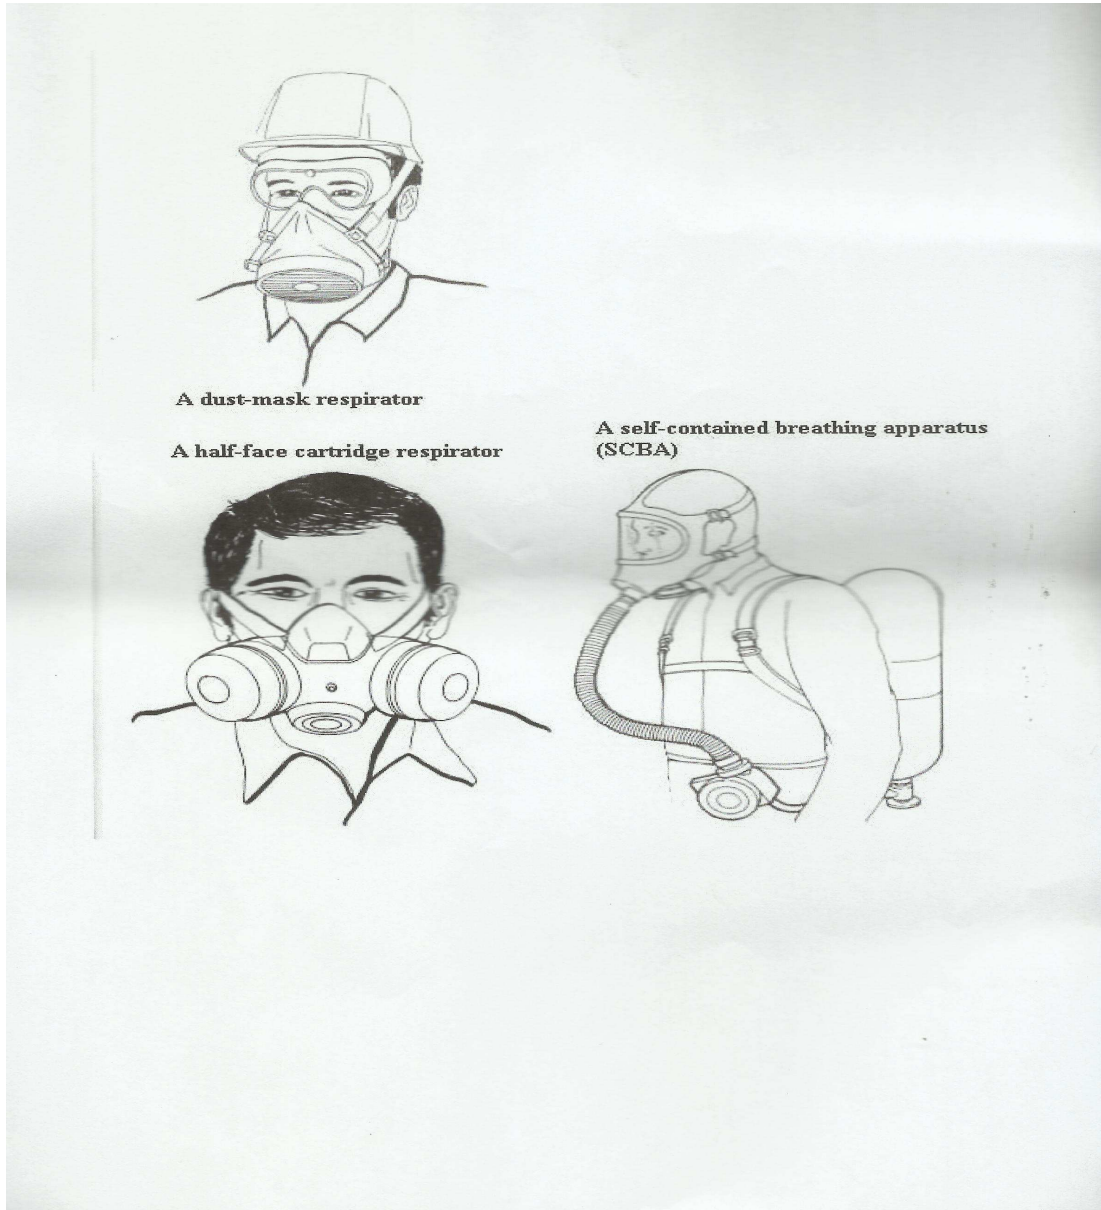 A dust-mask respirator
A half-face cartridge respirator
A self-contained breathing apparatus
(SCBA)